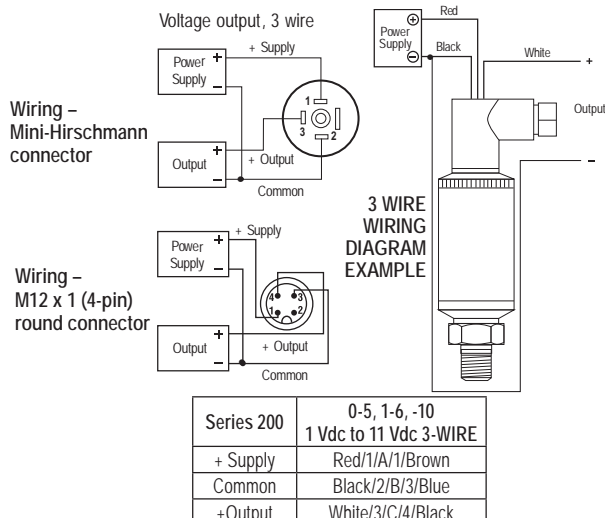 Voltage output, 3 wire
Wiring –
Mini-Hirschmann
connector
Power
Supply
+
–
+ Supply
1
3
2
Output
+
–
+ Output
Common
Wiring –
M12 x 1 (4-pin)
round connector
Power
Supply
+
–
+ Supply
4
3
1
2
Output
+
–
+ Output
Common
Power
Supply
+
–
Red
Black
White
+
Output
–
3 WIRE
WIRING
DIAGRAM
EXAMPLE
Series 200
0-5, 1-6, -10
1 Vdc to 11 Vdc 3-WIRE
+ Supply Red/1/A/1/Brown
Common Black/2/B/3/Blue
+Output White/3/C/4/Black